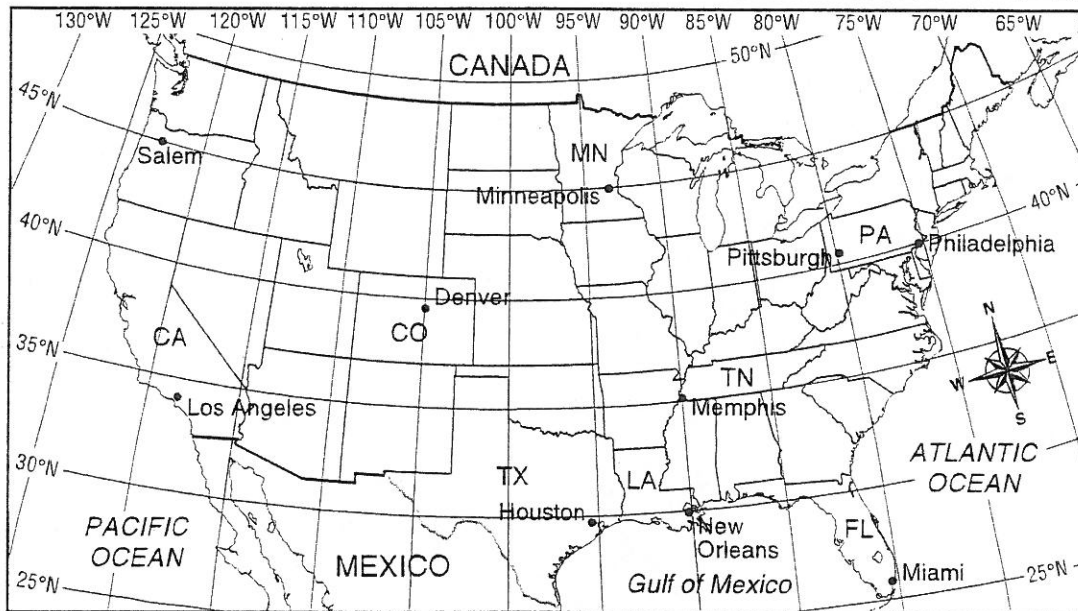 125°W 120°W 115°W 110°W 105°W 100°W 95°W 90°W 85°W 80°W 75°W 70°W 65°W
CANADA
50°N
45°N
Salem
MN
Minneapolis
40°N
40°N
PA
Pittsburgh
Philadelphia
Denver
CO
CA
35°N
N
E
W
S
TN
Los Angeles
Memphis
30°N
TX
LA
ATLANTIC
OCEAN
Houston
New
Orleans
FL
PACIFIC
OCEAN
MEXICO
Gulf of Mexico
Miami
25°N
25°N